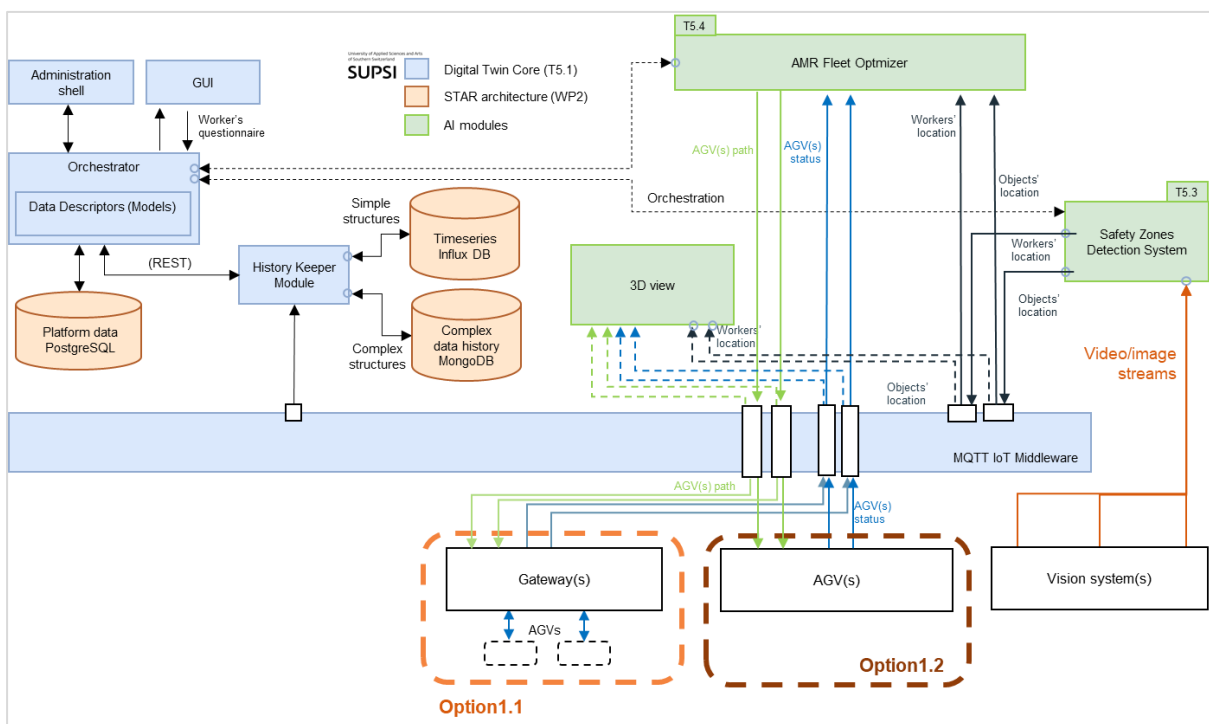 T5.4
AMR Fleet Optmizer
University of Applied Sciences and Arts
of Southern Switzerland
SUPSI
Digital Twin Core (T5.1)
STAR architecture (WP2)
AI modules
Administration
shell
GUI
Worker's
questionnaire
Orchestrator
Data Descriptors (Models)
(REST)
Platform data
PostgreSQL
History Keeper
Module
Simple
structures
Timeseries
Influx DB
Complex
structures
Complex
data history
MongoDB
AGV(s) path
AGV(s)
status
Workers'
location
Objects'
location
Orchestration
T5.3
Safety Zones
Detection System
Workers'
location
Objects'
location
3D view
Workers'
location
Objects'
location
Video/image
streams
MQTT IoT Middleware
AGV(s) path
AGV(s)
status
Gateway(s)
AGVs
Option1.1
AGV(s)
Option1.2
Vision system(s)